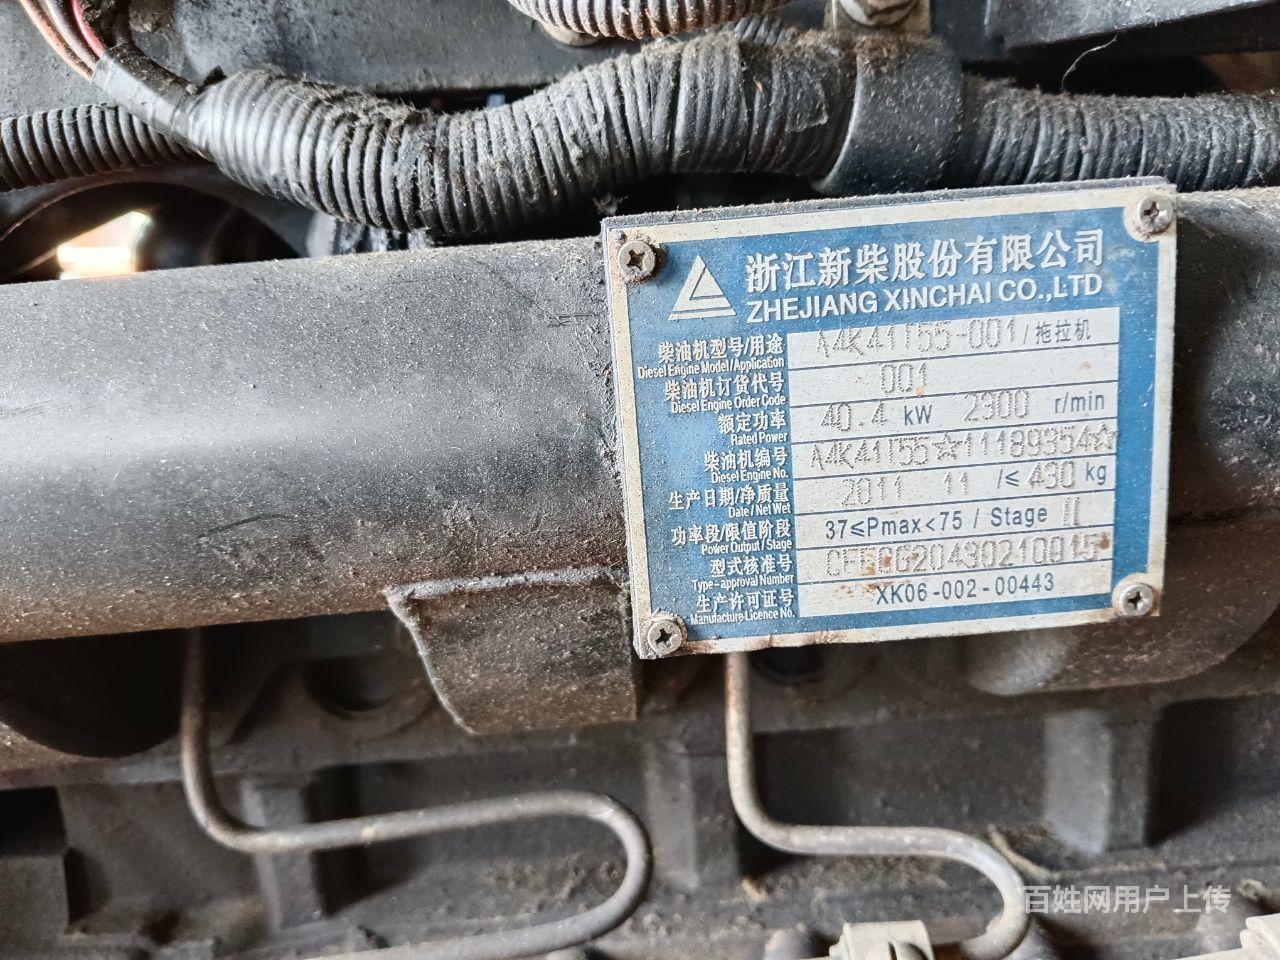 浙江新柴股份有限公司
ZHEJIANG XINCHAI CO.,LTD
柴油机型号/用途 A4K41T55-001/拖拉机
Diesel Engine Model/Application
柴油机订货代号 001
Diesel Engine Order Code
额定功率 40.4 kW 2300 r/min
Rated Power
柴油机编号 A4K41T55☆11189354☆
Diesel Engine No.
生产日期/净质量 2011 11 /≤430 kg
Date/Net Wet
功率段/限值阶段 37≤Pmax<75 / Stage II
Power Output/Stage
型式核准号
Type-approval Number
生产许可证号 XK06-002-00443
Manufacture Licence No.
百姓网用户上传